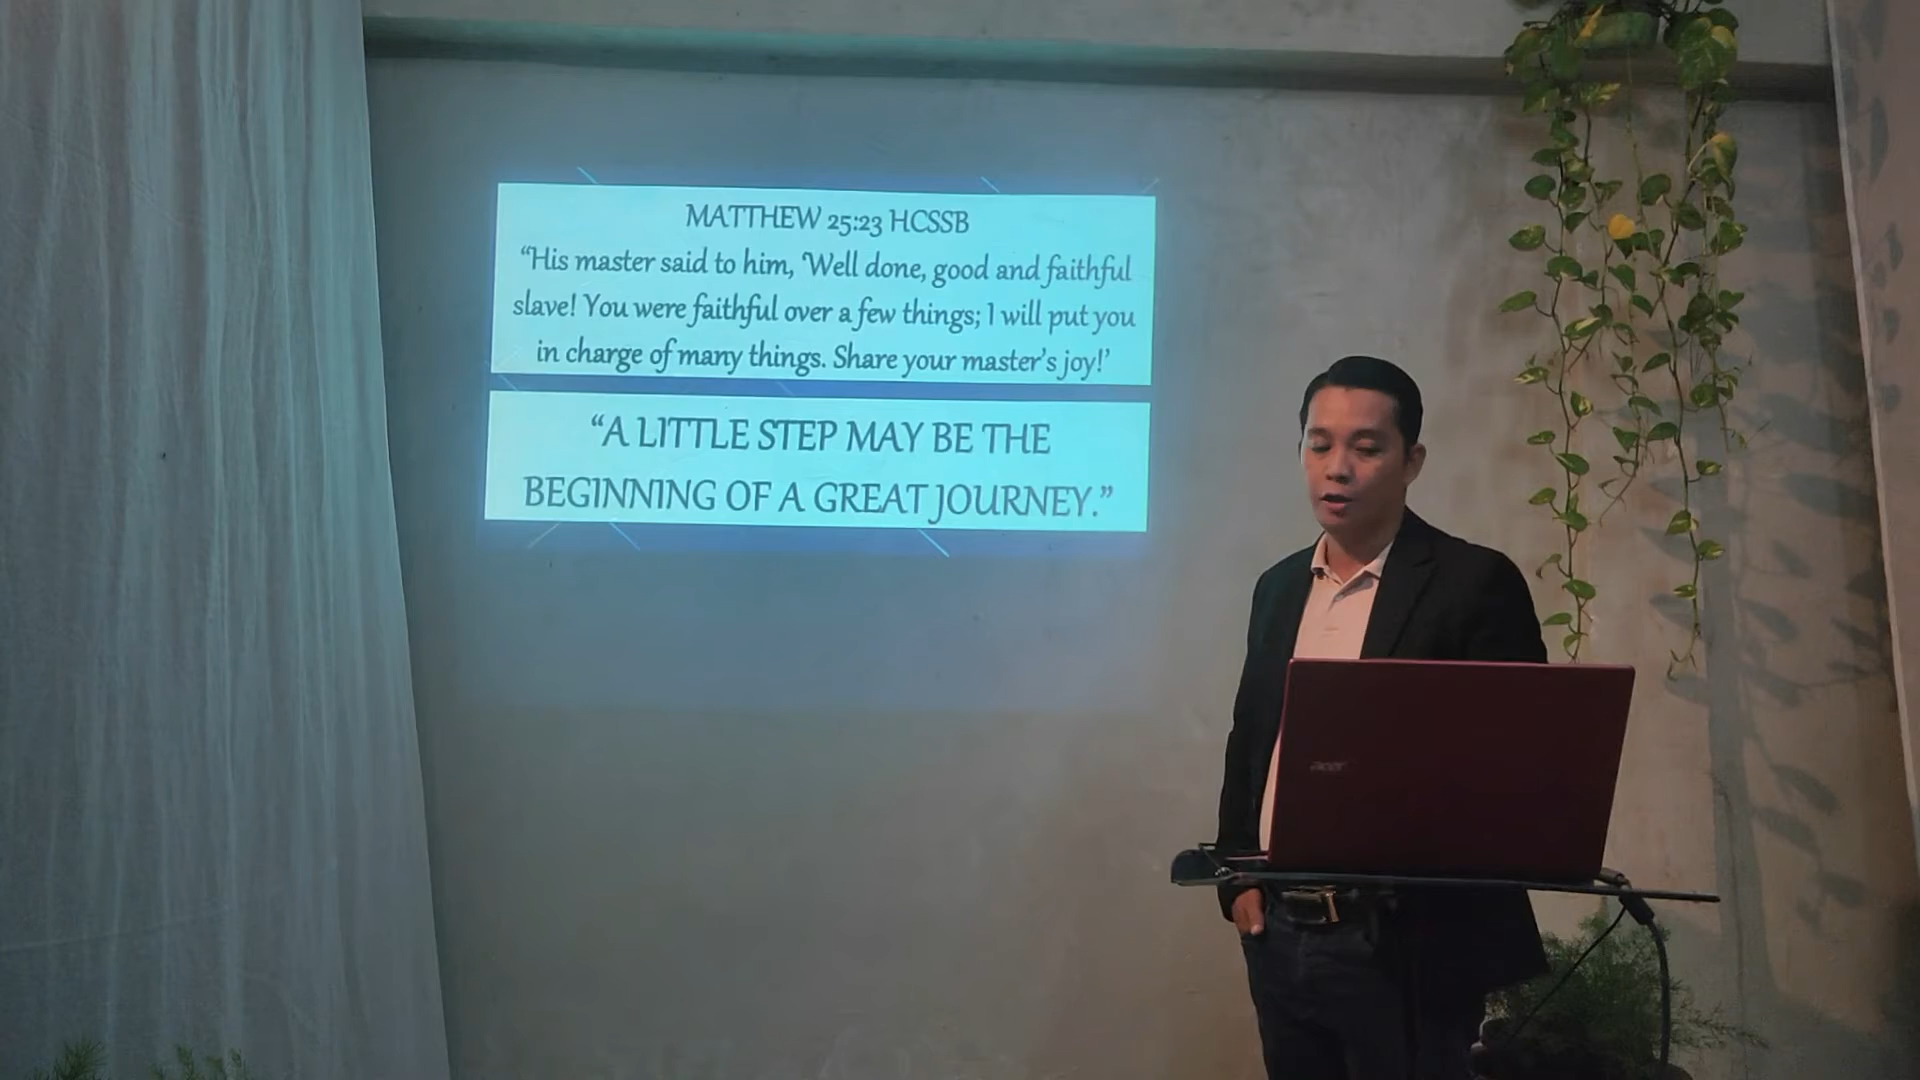 MATTHEW 25:23 HCSSB
“His master said to him, ‘Well done, good and faithful
slave! You were faithful over a few things; I will put you
in charge of many things. Share your master’s joy!’
“A LITTLE STEP MAY BE THE
BEGINNING OF A GREAT JOURNEY.”
acer